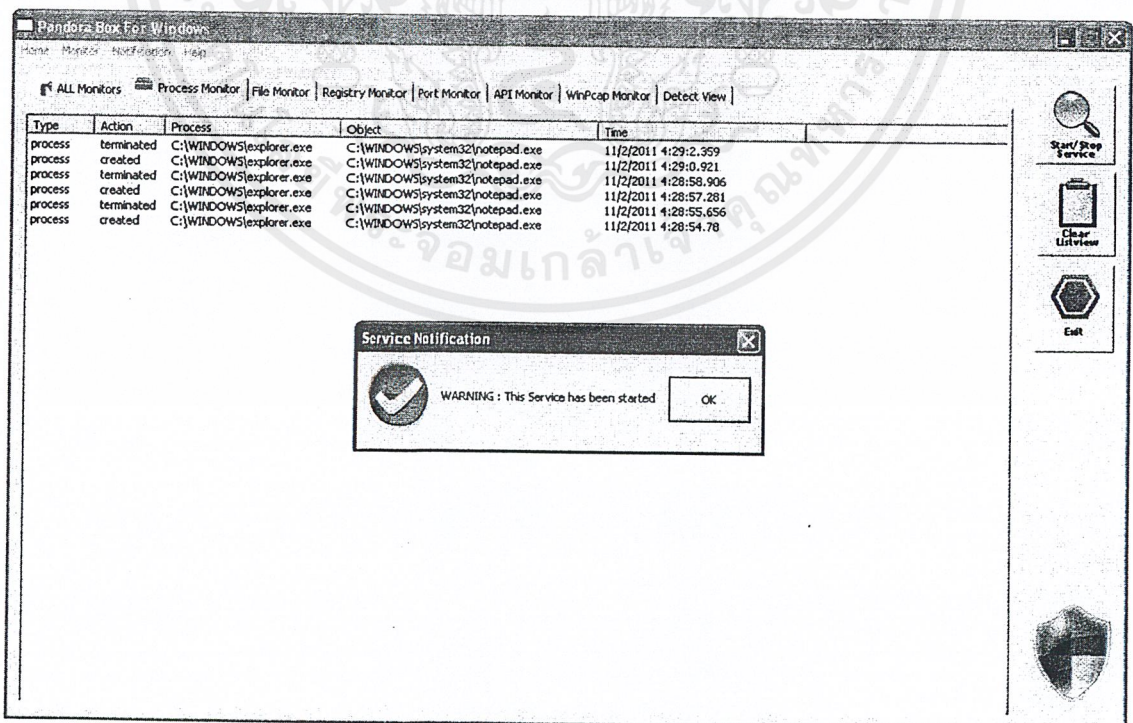 Pandora Box For Windows
Home Monitor Notification Help
ALL Monitors Process Monitor File Monitor Registry Monitor Port Monitor API Monitor WinPcap Monitor Detect View
Type Action Process Object Time
process terminated C:\WINDOWS\explorer.exe C:\WINDOWS\system32\notepad.exe 11/2/2011 4:29:2.359
process created C:\WINDOWS\explorer.exe C:\WINDOWS\system32\notepad.exe 11/2/2011 4:29:0.921
process terminated C:\WINDOWS\explorer.exe C:\WINDOWS\system32\notepad.exe 11/2/2011 4:28:58.906
process created C:\WINDOWS\explorer.exe C:\WINDOWS\system32\notepad.exe 11/2/2011 4:28:57.281
process terminated C:\WINDOWS\explorer.exe C:\WINDOWS\system32\notepad.exe 11/2/2011 4:28:55.656
process created C:\WINDOWS\explorer.exe C:\WINDOWS\system32\notepad.exe 11/2/2011 4:28:54.78
Start/Stop
Service
Clear
Listview
Exit
Service Notification
WARNING : This Service has been started
OK